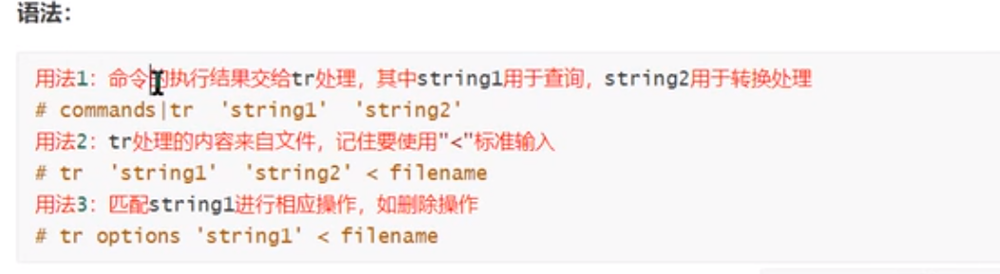 语法：
用法1：命令的执行结果交给tr处理，其中string1用于查询，string2用于转换处理
# commands|tr  'string1'  'string2'
用法2：tr处理的内容来自文件，记住要使用"<"标准输入
# tr  'string1'  'string2' < filename
用法3：匹配string1进行相应操作，如删除操作
# tr options 'string1' < filename